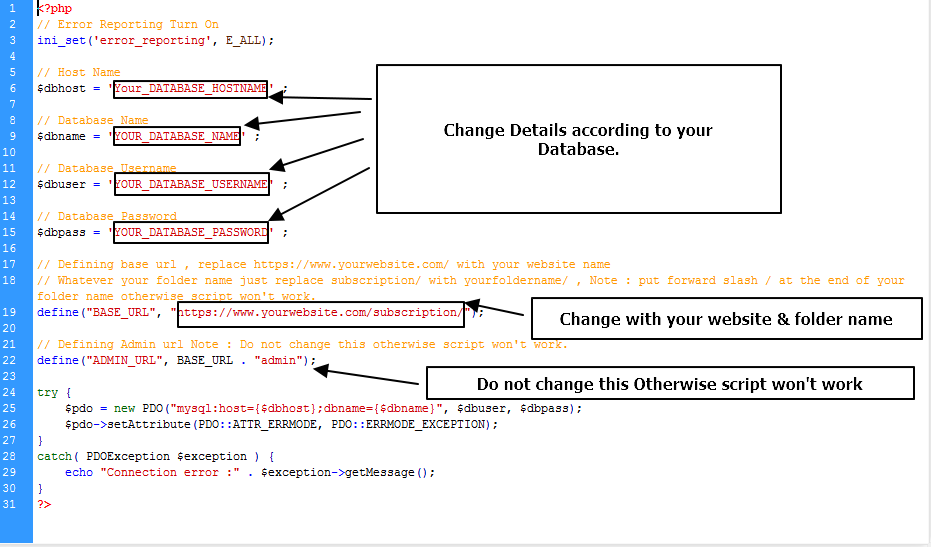 1 <?php
2 // Error Reporting Turn On
3 ini_set('error_reporting', E_ALL);
4
5 // Host Name
6 $dbhost = 'Your_DATABASE_HOSTNAME' ;
7
8 // Database Name
9 $dbname = 'YOUR_DATABASE_NAME' ;
10
11 // Database Username
12 $dbuser = 'YOUR_DATABASE_USERNAME' ;
13
14 // Database Password
15 $dbpass = 'YOUR_DATABASE_PASSWORD' ;
16
17 // Defining base url , replace https://www.yourwebsite.com/ with your website name
18 // Whatever your folder name just replace subscription/ with yourfoldername/ , Note : put forward slash / at the end of your
folder name otherwise script won't work.
19 define("BASE_URL", "https://www.yourwebsite.com/subscription/");
20
21 // Defining Admin url Note : Do not change this otherwise script won't work.
22 define("ADMIN_URL", BASE_URL . "admin");
23
24 try {
25 $pdo = new PDO("mysql:host={$dbhost};dbname={$dbname}", $dbuser, $dbpass);
26 $pdo->setAttribute(PDO::ATTR_ERRMODE, PDO::ERRMODE_EXCEPTION);
27 }
28 catch( PDOException $exception ) {
29 echo "Connection error :" . $exception->getMessage();
30 }
31 ?>
Change Details according to your
Database.
Change with your website & folder name
Do not change this Otherwise script won't work